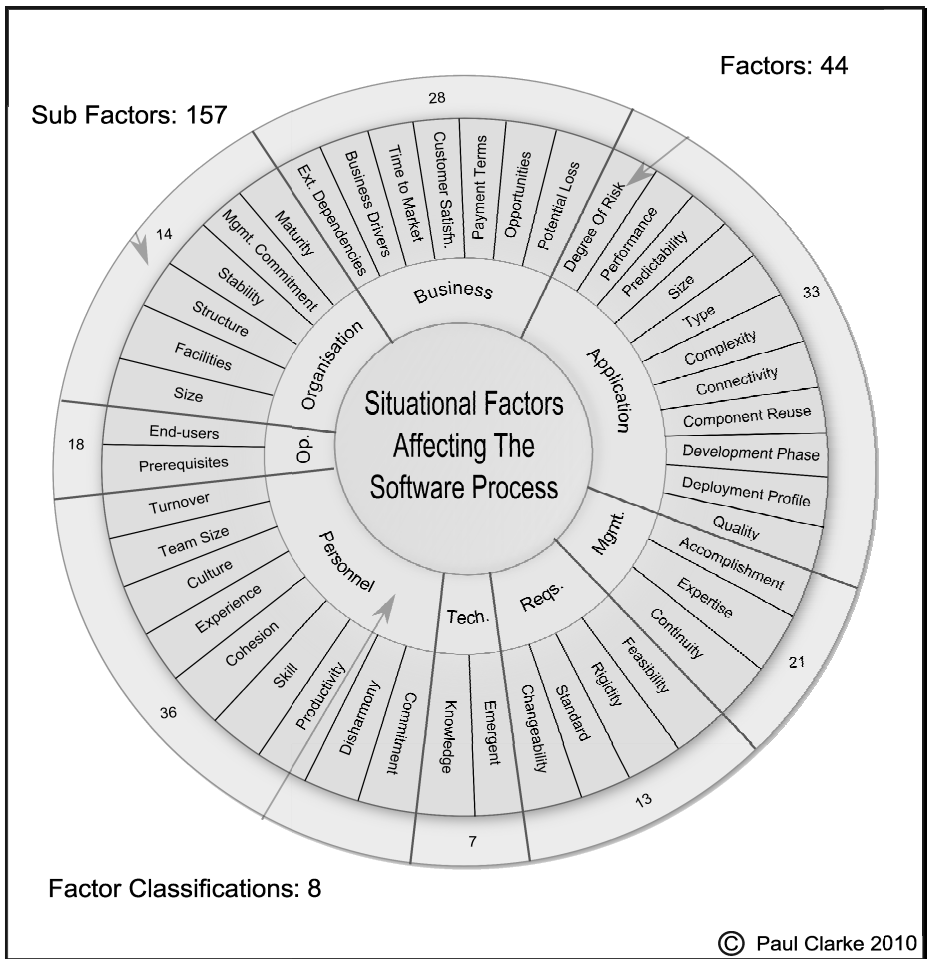 Factors: 44
Sub Factors: 157
28
14
33
18
21
36
13
7
Situational Factors
Affecting The
Software Process
Business
Ext. Dependencies
Business Drivers
Time to Market
Customer Satisfn.
Payment Terms
Opportunities
Potential Loss
Application
Degree Of Risk
Performance
Predictability
Size
Type
Complexity
Connectivity
Component Reuse
Development Phase
Deployment Profile
Quality
Mgmt.
Accomplishment
Expertise
Continuity
Reqs.
Feasibility
Rigidity
Standard
Changeability
Tech.
Emergent
Knowledge
Personnel
Commitment
Disharmony
Productivity
Skill
Cohesion
Experience
Culture
Team Size
Turnover
Op.
Prerequisites
End-users
Organisation
Size
Facilities
Structure
Stability
Mgmt. Commitment
Maturity
Factor Classifications: 8
© Paul Clarke 2010